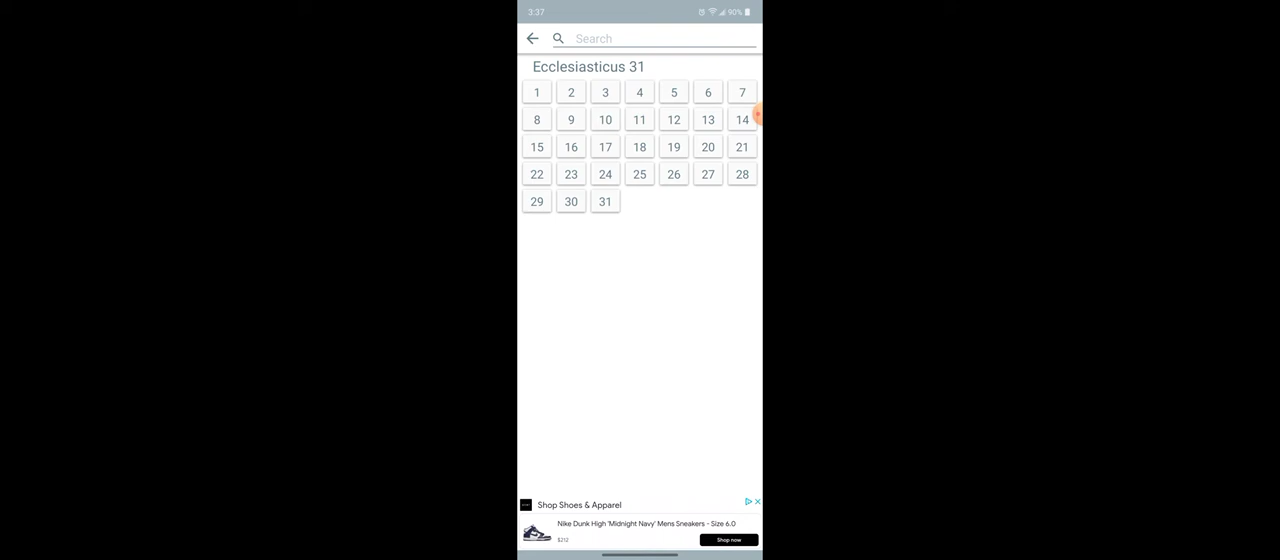 3:37 90%
Search
Ecclesiasticus 31
1 2 3 4 5 6 7
8 9 10 11 12 13 14
15 16 17 18 19 20 21
22 23 24 25 26 27 28
29 30 31
Shop Shoes & Apparel
Nike Dunk High 'Midnight Navy' Mens Sneakers - Size 6.0
$212 Shop now